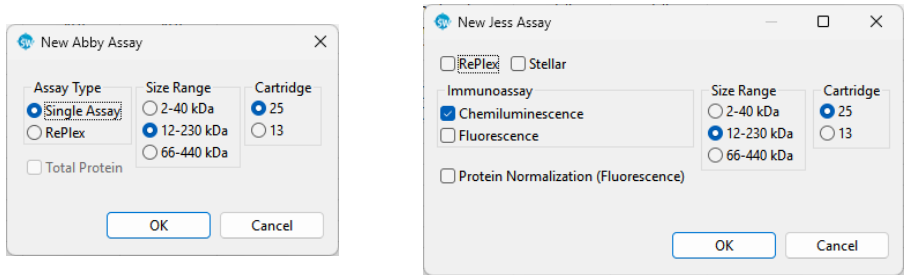 SW New Abby Assay
Assay Type
Single Assay
RePlex
Total Protein
Size Range
2-40 kDa
12-230 kDa
66-440 kDa
Cartridge
25
13
OK
Cancel
SW New Jess Assay
RePlex
Stellar
Immunoassay
Chemiluminescence
Fluorescence
Protein Normalization (Fluorescence)
Size Range
2-40 kDa
12-230 kDa
66-440 kDa
Cartridge
25
13
OK
Cancel